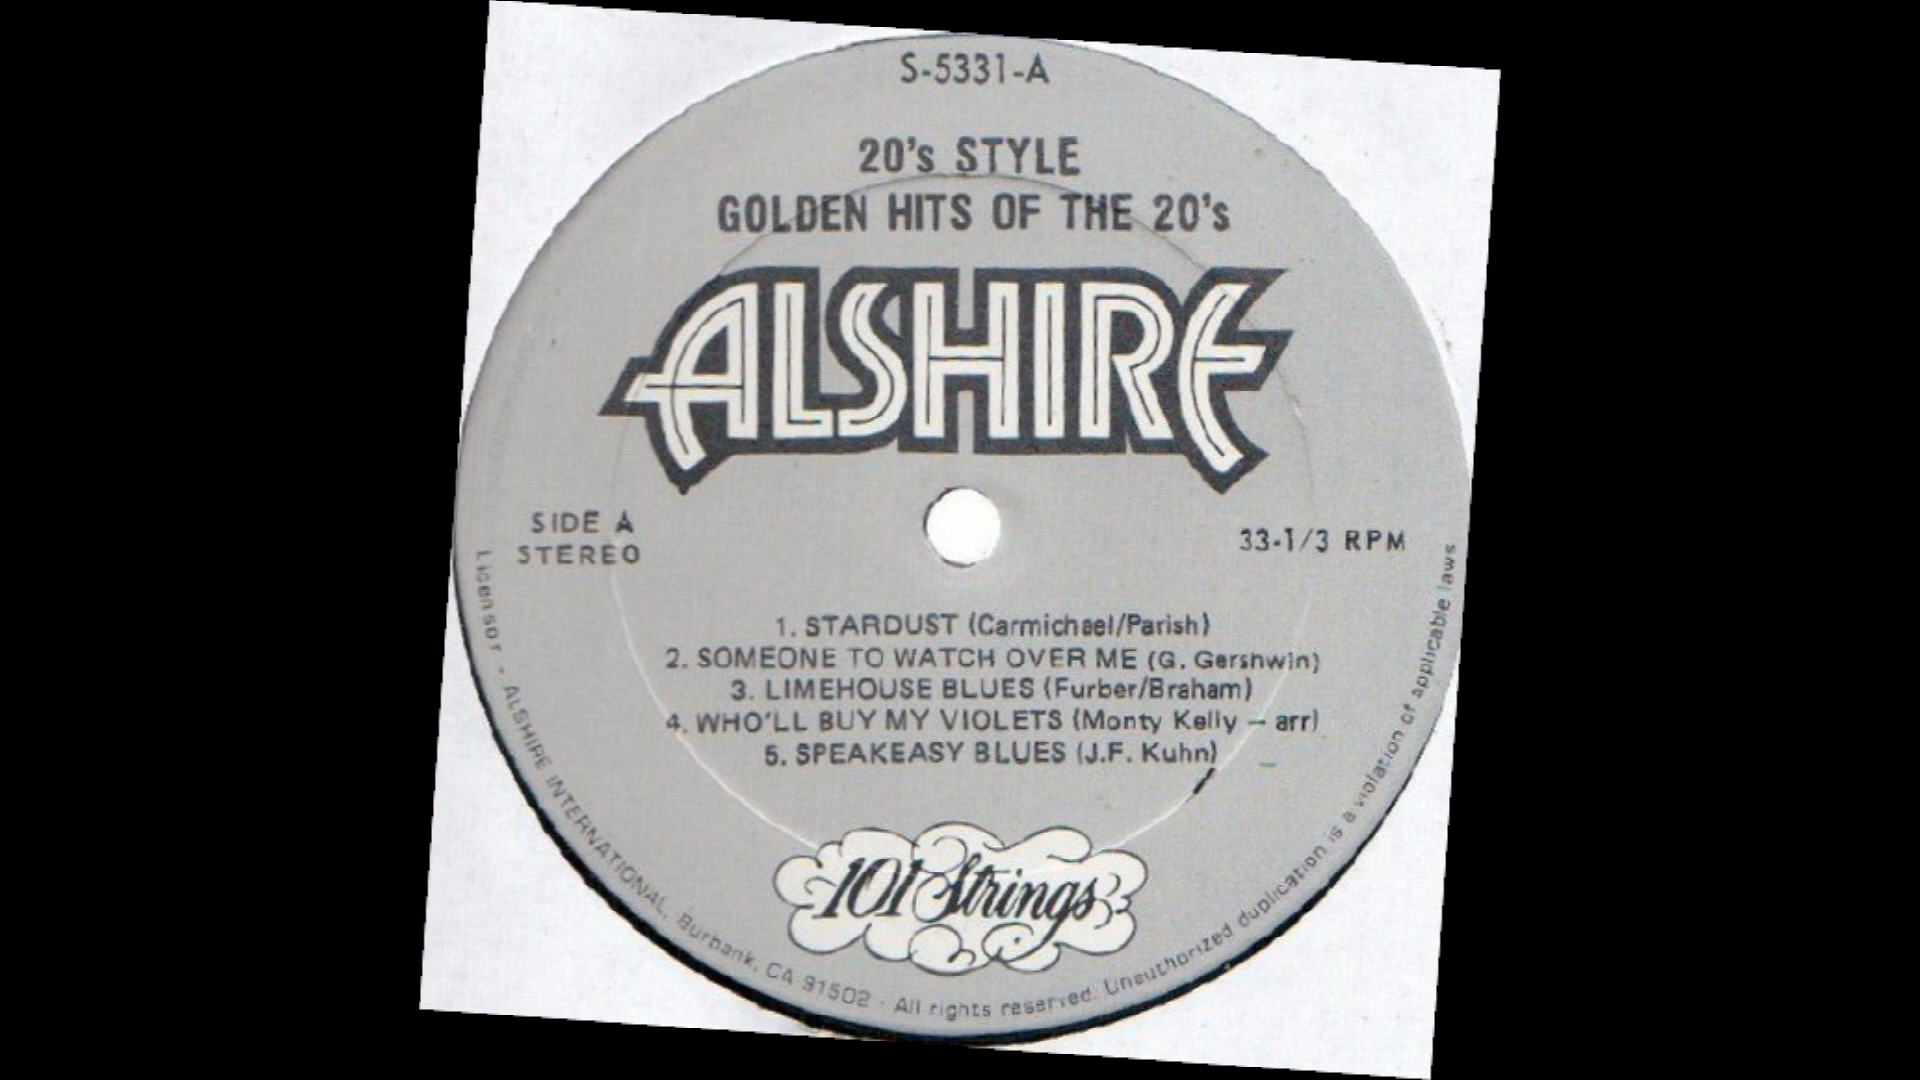 S-5331-A
20's STYLE
GOLDEN HITS OF THE 20's
ALSHIRE
SIDE A
STEREO
33-1/3 RPM
1. STARDUST (Carmichael/Parish)
2. SOMEONE TO WATCH OVER ME (G. Gershwin)
3. LIMEHOUSE BLUES (Furber/Braham)
4. WHO'LL BUY MY VIOLETS (Monty Kelly – arr)
5. SPEAKEASY BLUES (J.F. Kuhn)
101 Strings
Licensor - ALSHIRE INTERNATIONAL, Burbank, CA 91502 - All rights reserved. Unauthorized duplication is a violation of applicable laws